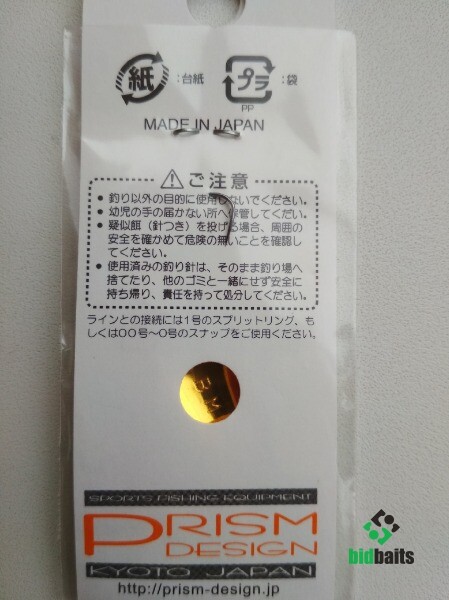 紙 :台紙 プラ :袋
PP
MADE IN JAPAN
ご注意
● 釣り以外の目的に使用しないでください。
● 幼児の手の届かない所へ保管してください。
● 疑似餌(針つき)を投げる場合、周囲の
安全を確かめて危険の無いことを確認し
てください。
● 使用済みの釣り針は、そのまま釣り場へ
捨てたり、他のゴミと一緒にせず安全に
持ち帰り、責任を持って処分してください。
ラインとの接続には1号のスプリットリング、も
しくは00号〜0号のスナップをご使用ください。
SPORTS FISHING EQUIPMENT
PRISM
DESIGN
KYOTO JAPAN
http://prism-design.jp
bidbaits